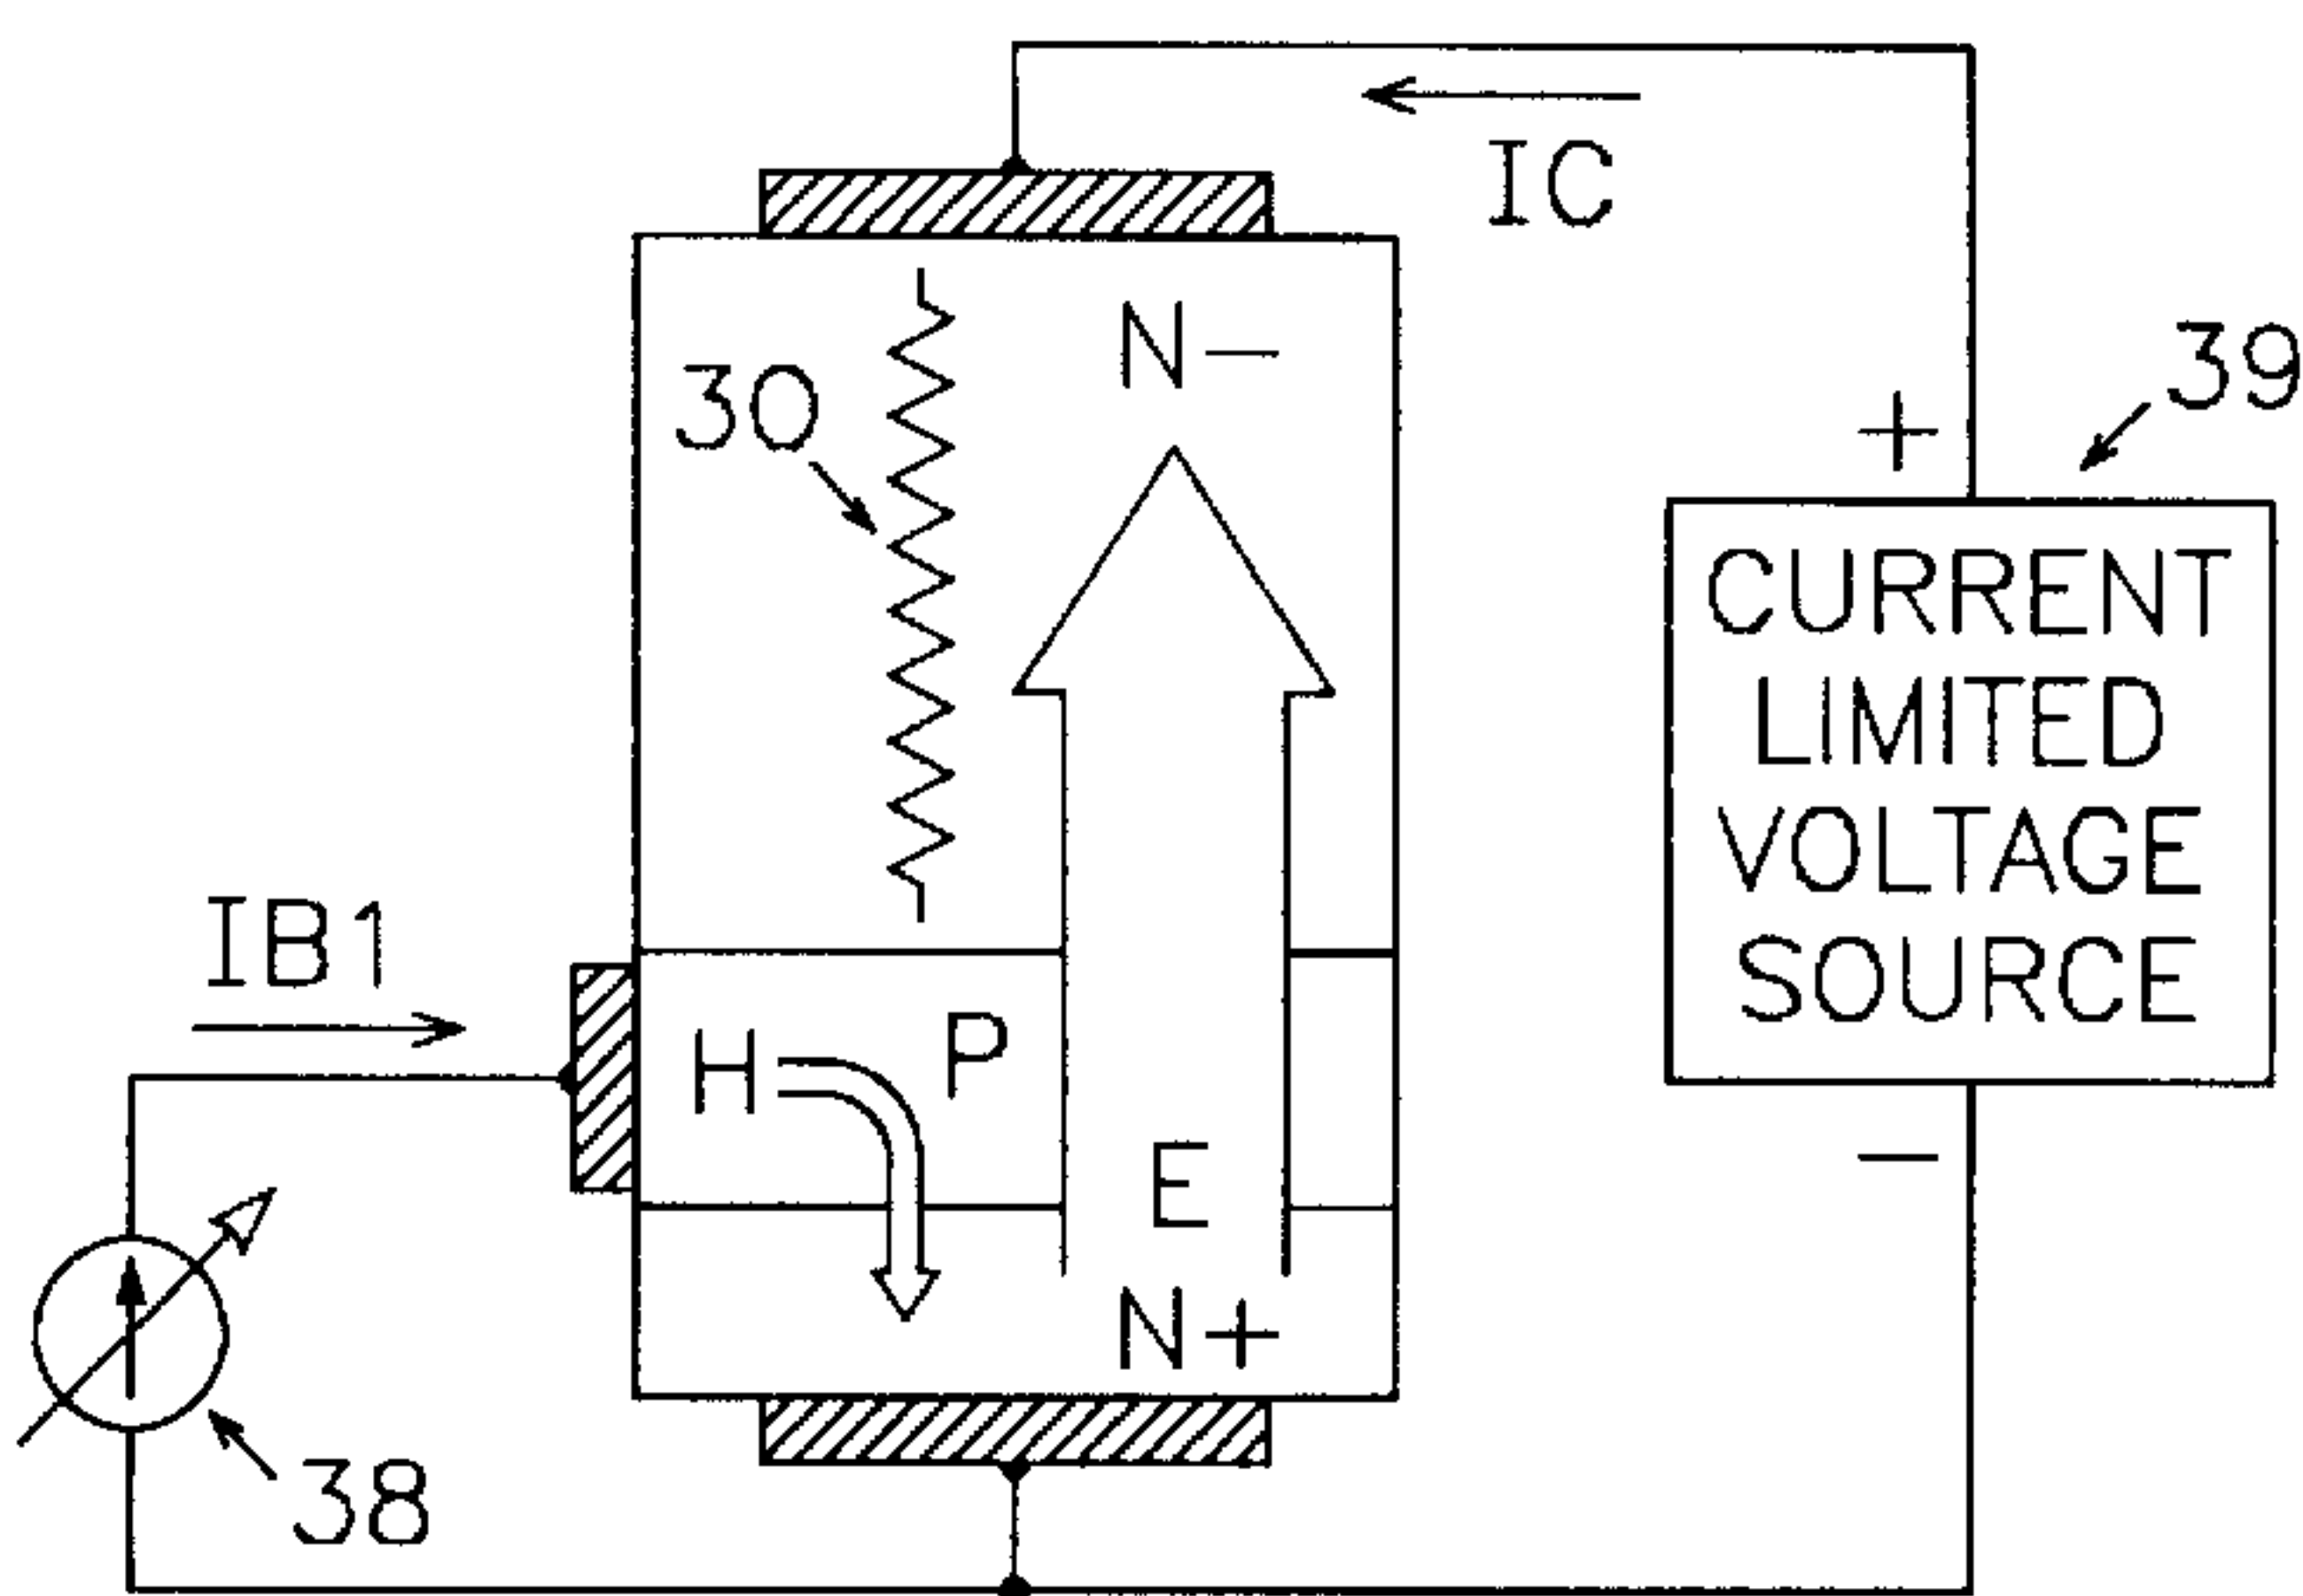 IC
N-
30
39
+
CURRENT
LIMITED
VOLTAGE
SOURCE
IB1
H
P
E
-
N+
38